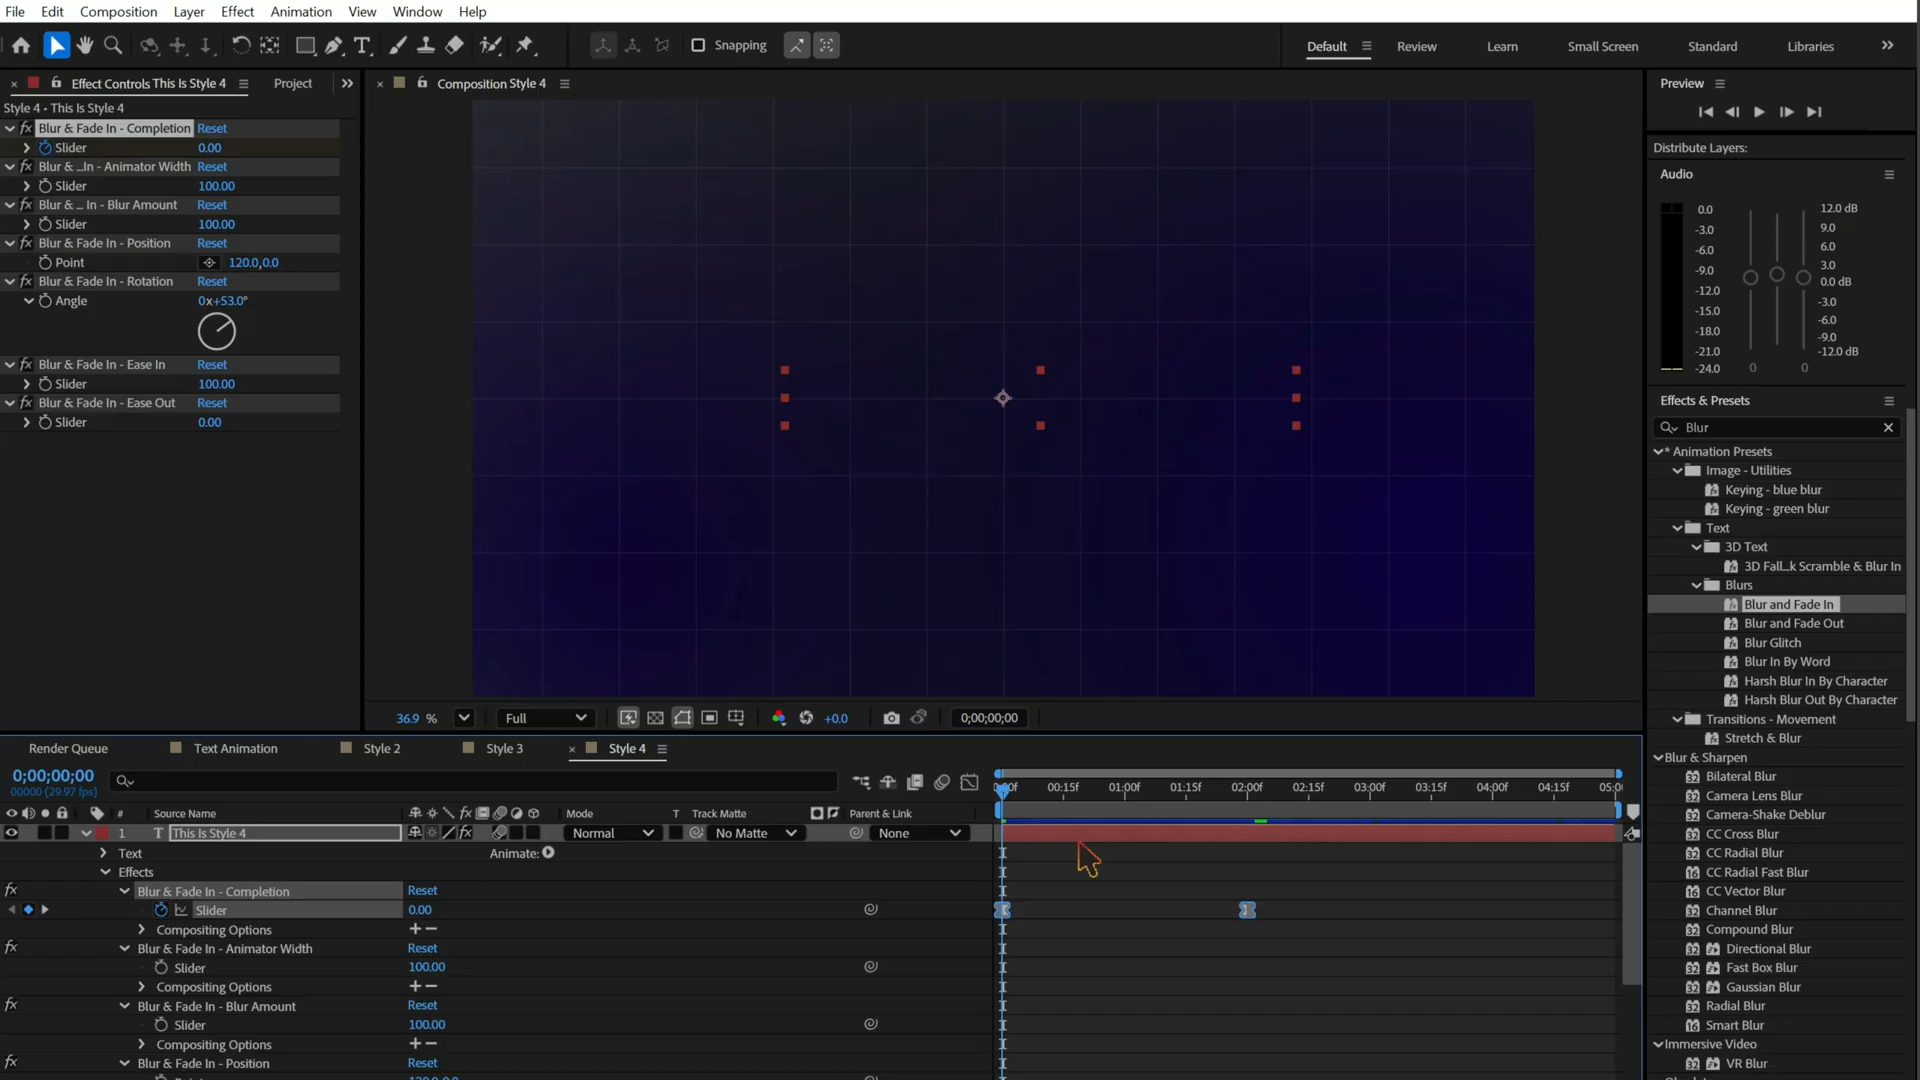 File Edit Composition Layer Effect Animation View Window Help
Snapping
Default Review Learn Small Screen Standard Libraries
Effect Controls This Is Style 4 Project
Composition Style 4
Style 4 • This Is Style 4
Blur & Fade In - Completion Reset
Slider 0.00
Blur & ...In - Animator Width Reset
Slider 100.00
Blur & ... In - Blur Amount Reset
Slider 100.00
Blur & Fade In - Position Reset
Point 120.0,0.0
Blur & Fade In - Rotation Reset
Angle 0x+53.0°
Blur & Fade In - Ease In Reset
Slider 100.00
Blur & Fade In - Ease Out Reset
Slider 0.00
36.9 % Full +0.0 0;00;00;00
Preview
Distribute Layers:
Audio
0.0 12.0 dB
-3.0 9.0
-6.0 6.0
-9.0 3.0
-12.0 0.0 dB
-15.0 -3.0
-18.0 -6.0
-21.0 -9.0
-24.0 -12.0 dB
0 0
Effects & Presets
Blur
* Animation Presets
Image - Utilities
Keying - blue blur
Keying - green blur
Text
3D Text
3D Fall...k Scramble & Blur In
Blurs
Blur and Fade In
Blur and Fade Out
Blur Glitch
Blur In By Word
Harsh Blur In By Character
Harsh Blur Out By Character
Transitions - Movement
Stretch & Blur
Blur & Sharpen
Bilateral Blur
Camera Lens Blur
Camera-Shake Deblur
CC Cross Blur
CC Radial Blur
CC Radial Fast Blur
CC Vector Blur
Channel Blur
Compound Blur
Directional Blur
Fast Box Blur
Gaussian Blur
Radial Blur
Smart Blur
Immersive Video
VR Blur
Render Queue Text Animation Style 2 Style 3 Style 4
0;00;00;00
00000 (29.97 fps)
00:15f 01:00f 01:15f 02:00f 02:15f 03:00f 03:15f 04:00f 04:15f
# Source Name Mode T Track Matte Parent & Link
1 T This Is Style 4 Normal No Matte None
Text Animate:
Effects
fx Blur & Fade In - Completion Reset
Slider 0.00
Compositing Options +−
fx Blur & Fade In - Animator Width Reset
Slider 100.00
Compositing Options +−
fx Blur & Fade In - Blur Amount Reset
Slider 100.00
Compositing Options +−
fx Blur & Fade In - Position Reset